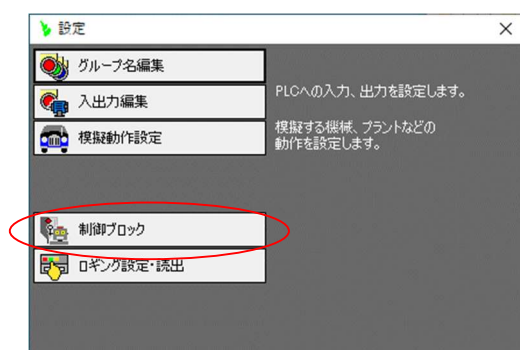 設定
グループ名編集
入出力編集
模擬動作設定
PLCへの入力、出力を設定します。
模擬する機械、プラントなどの
動作を設定します。
制御ブロック
ロギング設定・読出